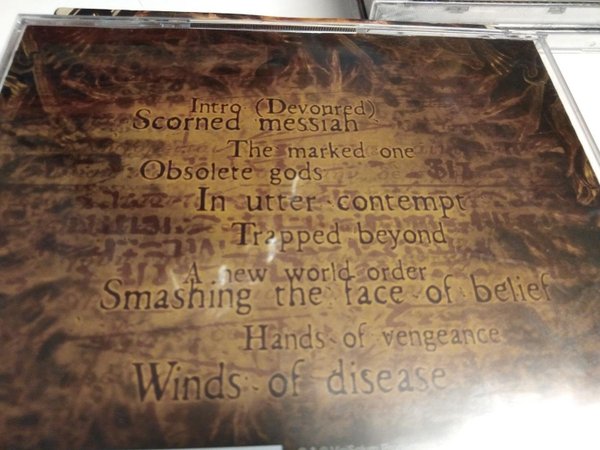 Intro (Devoured)
Scorned messiah
The marked one
Obsolete gods
In utter contempt
Trapped beyond
A new world order
Smashing the face of belief
Hands of vengeance
Winds of disease